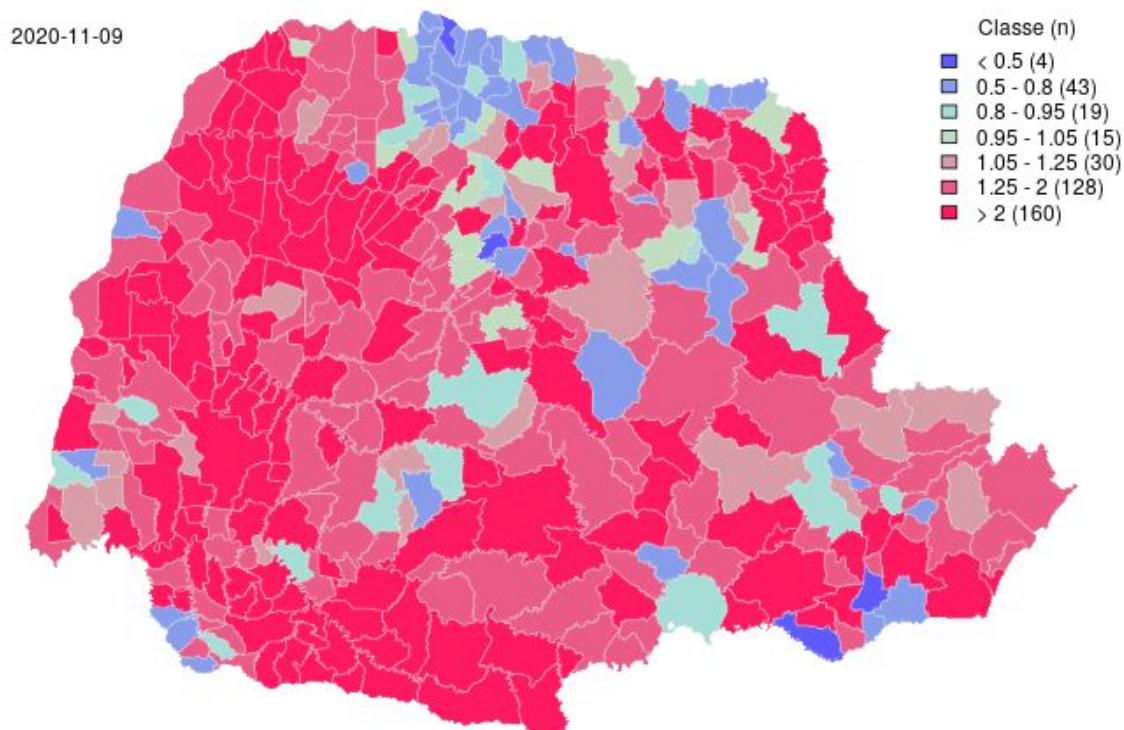 2020-11-09
Classe (n)
< 0.5 (4)
0.5 - 0.8 (43)
0.8 - 0.95 (19)
0.95 - 1.05 (15)
1.05 - 1.25 (30)
1.25 - 2 (128)
> 2 (160)